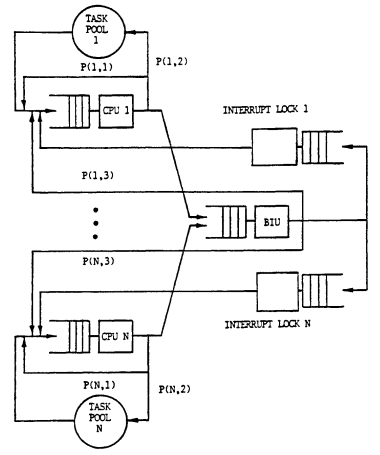 TASK
POOL
1
P(1,1)
P(1,2)
CPU 1
INTERRUPT LOCK 1
P(1,3)
BIU
P(N,3)
CPU N
INTERRUPT LOCK N
P(N,1)
P(N,2)
TASK
POOL
N